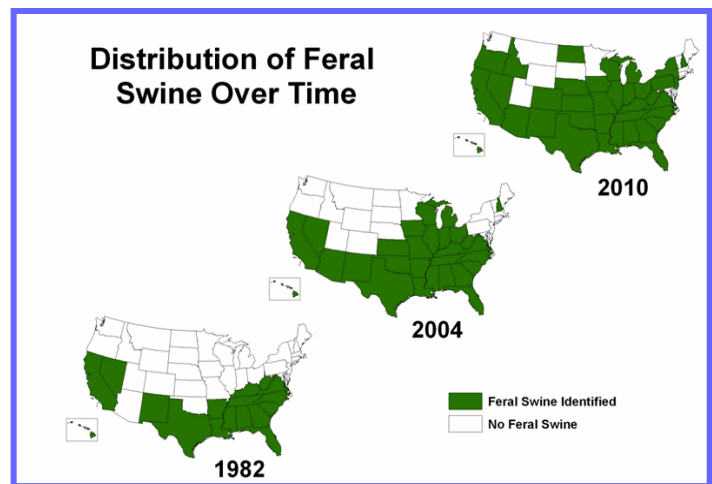 Distribution of Feral
Swine Over Time
2010
2004
Feral Swine Identified
No Feral Swine
1982